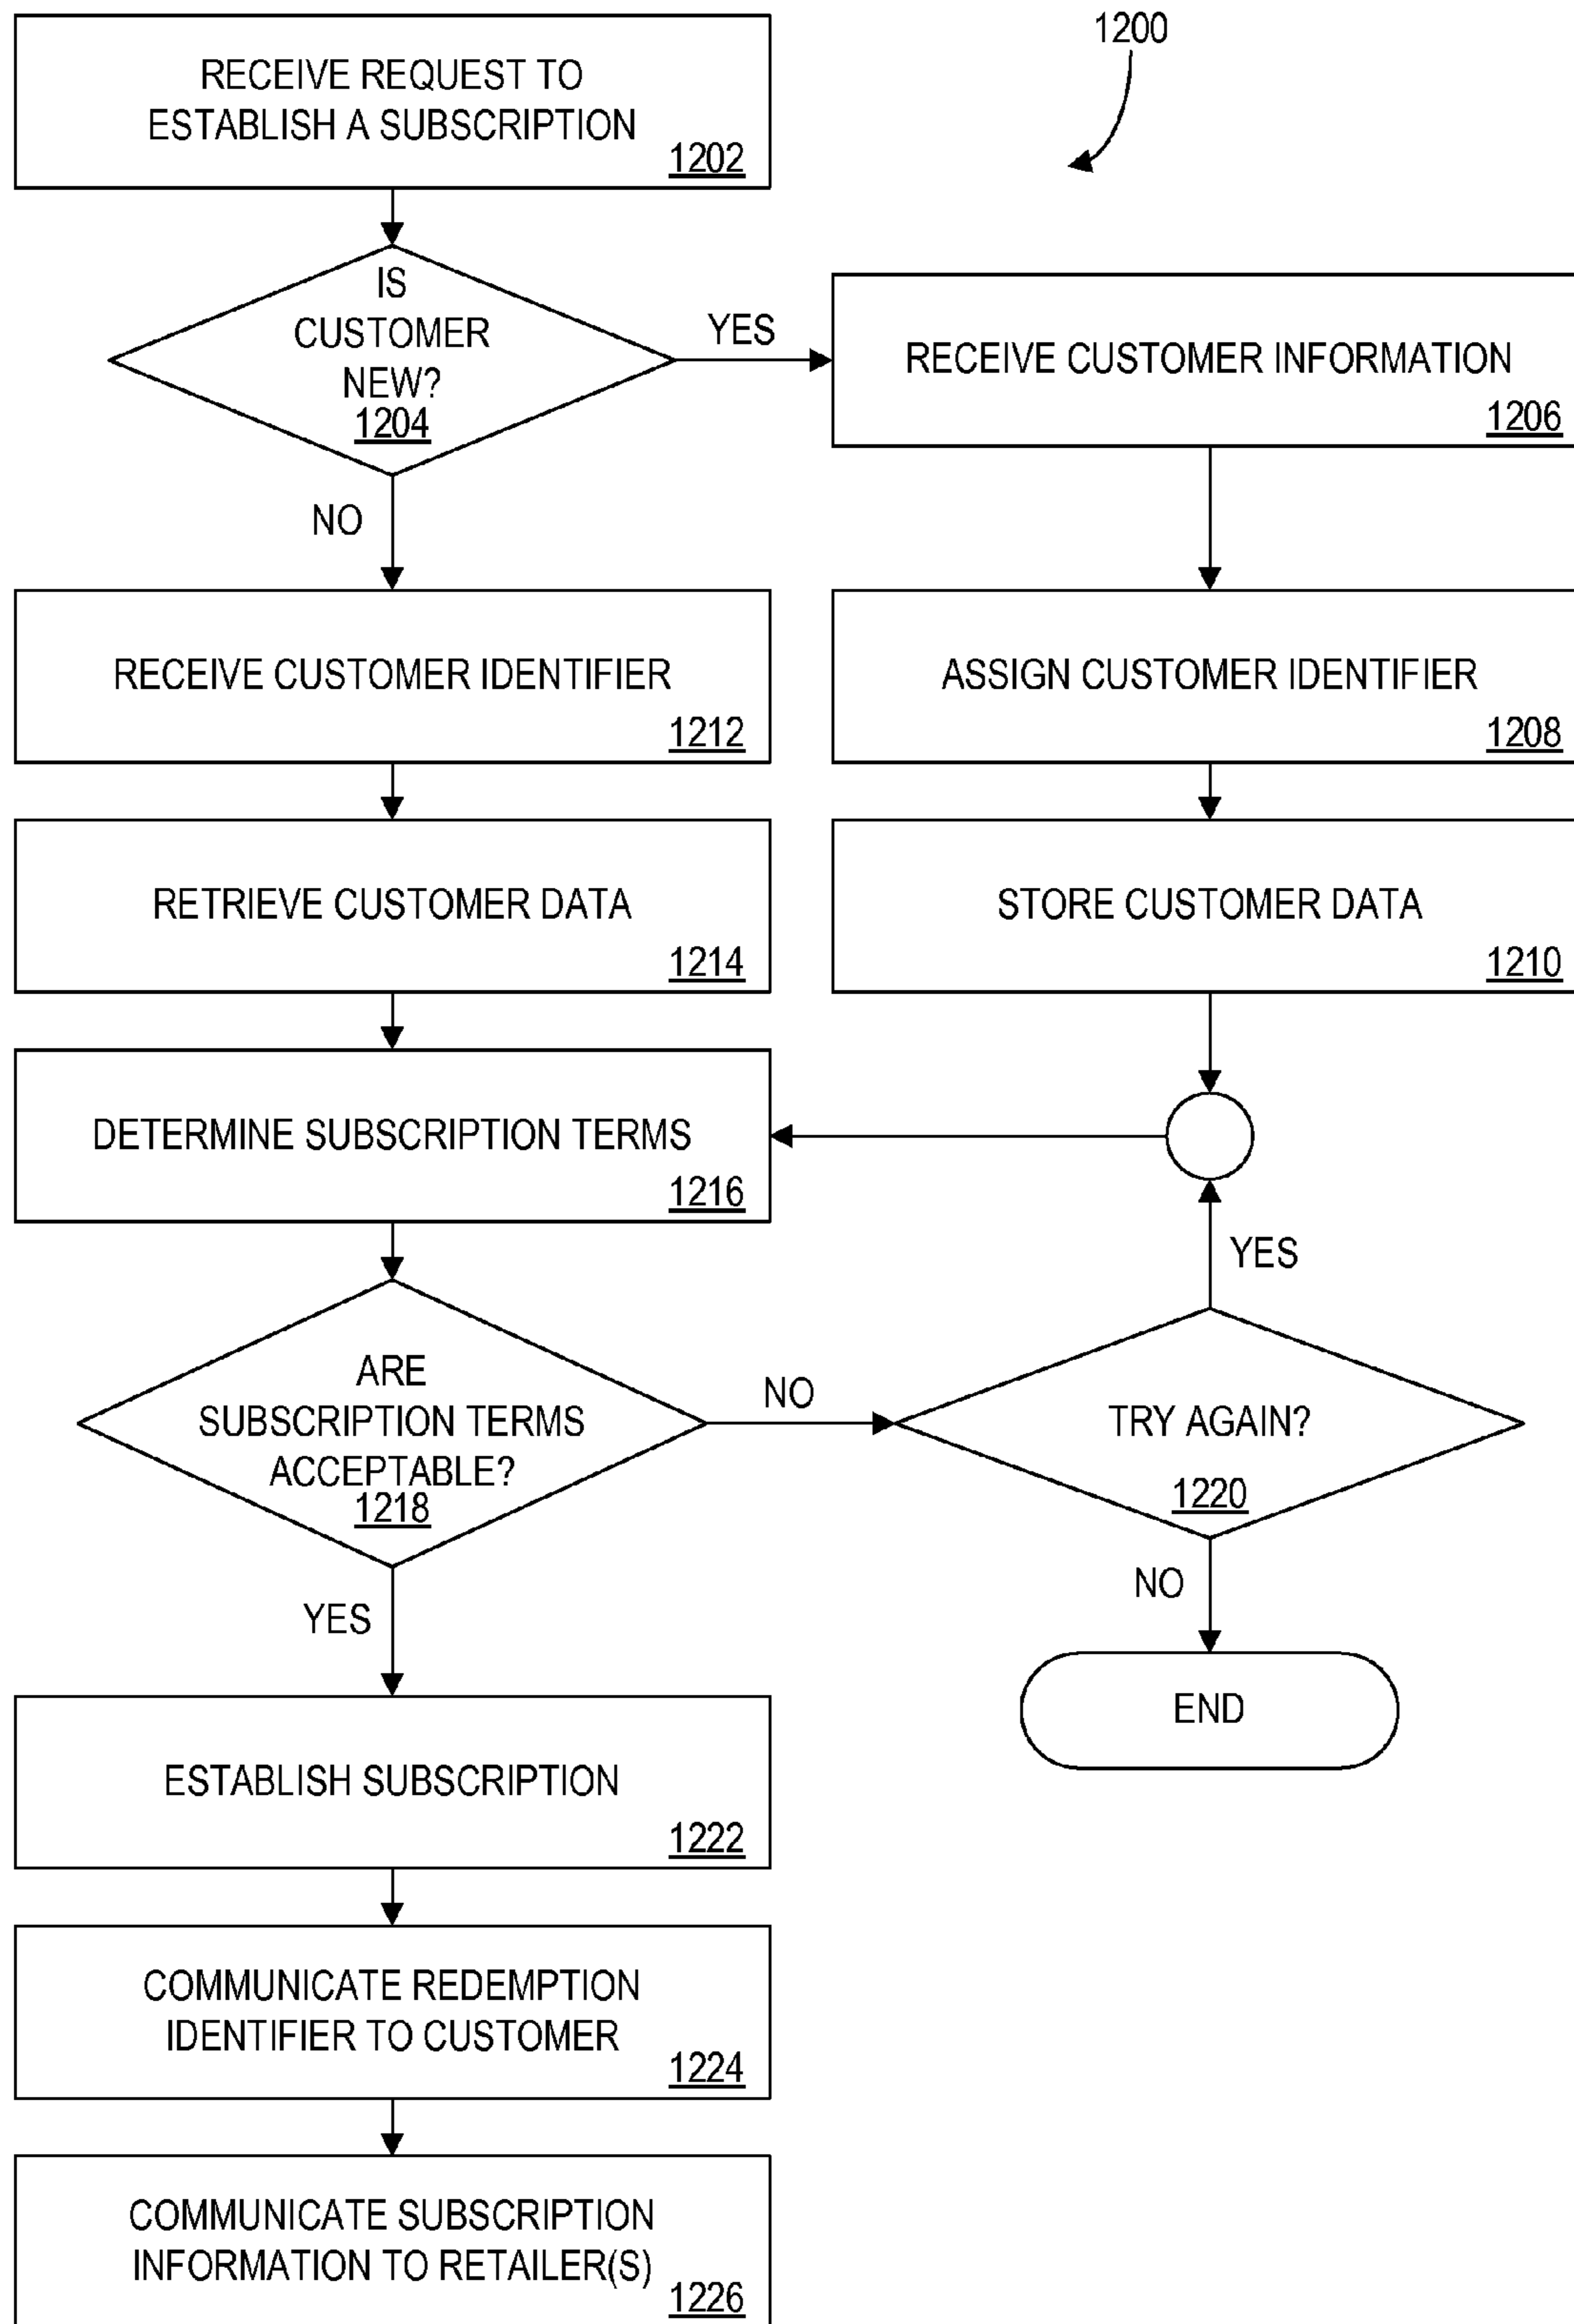 1200
RECEIVE REQUEST TO
ESTABLISH A SUBSCRIPTION
1202
IS
CUSTOMER
NEW?
1204
YES
RECEIVE CUSTOMER INFORMATION
1206
NO
RECEIVE CUSTOMER IDENTIFIER
1212
ASSIGN CUSTOMER IDENTIFIER
1208
RETRIEVE CUSTOMER DATA
1214
STORE CUSTOMER DATA
1210
DETERMINE SUBSCRIPTION TERMS
1216
YES
ARE
SUBSCRIPTION TERMS
ACCEPTABLE?
1218
NO
TRY AGAIN?
1220
YES
NO
END
ESTABLISH SUBSCRIPTION
1222
COMMUNICATE REDEMPTION
IDENTIFIER TO CUSTOMER
1224
COMMUNICATE SUBSCRIPTION
INFORMATION TO RETAILER(S)
1226